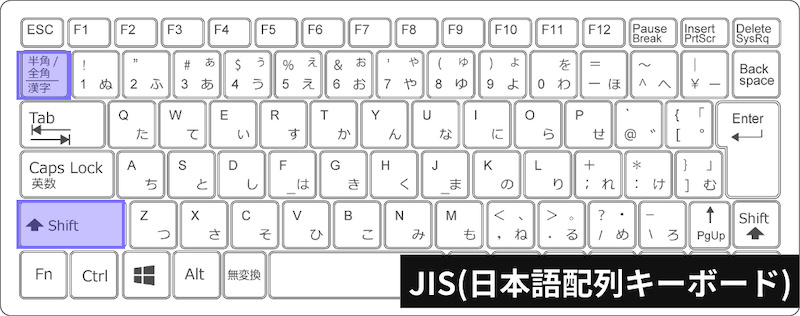 ESC F1 F2 F3 F4 F5 F6 F7 F8 F9 F10 F11 F12 Pause Break Insert PrtScr Delete SysRq
半角/全角 漢字 ! 1 ぬ " 2 ふ # ぁ 3 あ $ ぅ 4 う % ぇ 5 え & ぉ 6 お ' ゃ 7 や ( ゅ 8 ゆ ) ょ 9 よ を 0 わ = ー ほ ~ ^ へ | ¥ ー Back space
Tab Q た W て E い R す T か Y ん U な I に O ら P せ ` @ ゛ { 「 [ ゜ Enter
Caps Lock 英数 A ち S と D し F _ は G き H く J _ ま K の L り + ; れ * : け } 」 ] む
Shift Z つ X さ C そ V ひ B こ N み M も < 、 , ね > 。 . る ? ・ / め _ \ ろ PgUp Shift
Fn Ctrl Alt 無変換
JIS(日本語配列キーボード)